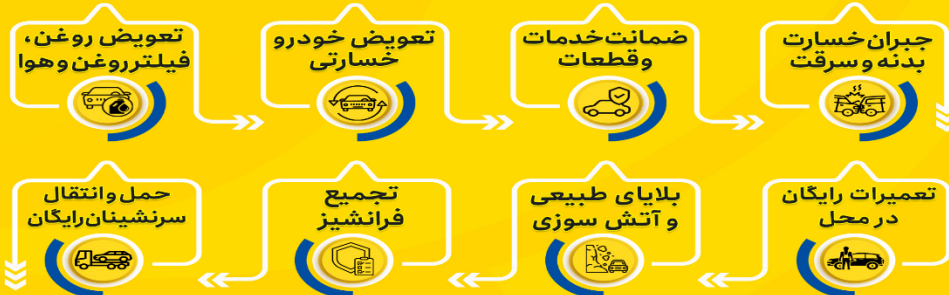 جبران خسارت
بدنه و سرقت
ضمانت خدمات
و قطعات
تعویض خودرو
خسارتی
تعویض روغن،
فیلتر روغن و هوا
تعمیرات رایگان
در محل
بلایای طبیعی
و آتش سوزی
تجمیع
فرانشیز
حمل و انتقال
سرنشینان رایگان